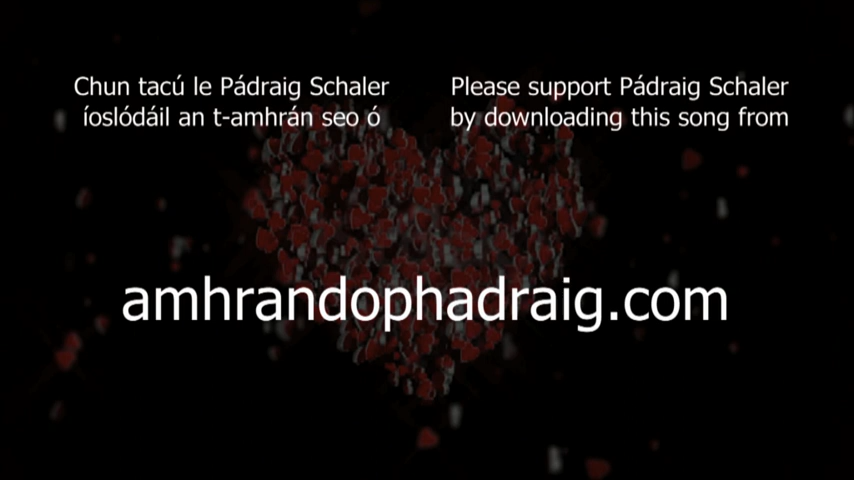 Chun tacú le Pádraig Schaler
íoslódáil an t-amhrán seo ó
Please support Pádraig Schaler
by downloading this song from
amhrandophadraig.com